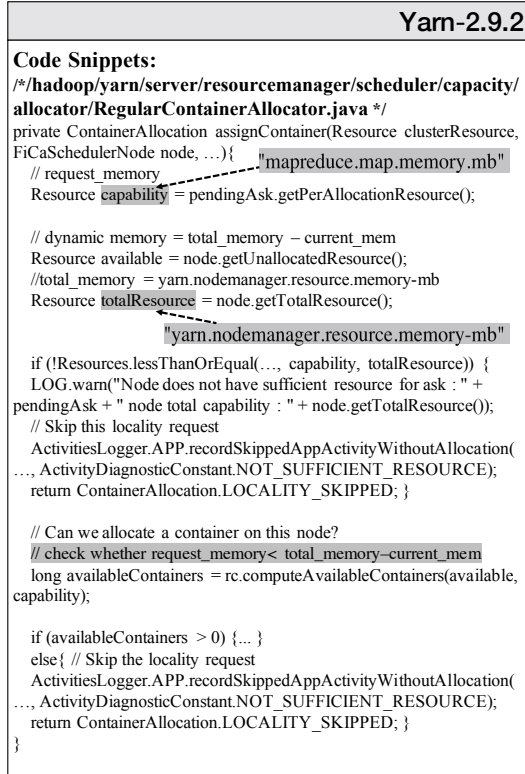 Yarn-2.9.2
Code Snippets:
/*/hadoop/yarn/server/resourcemanager/scheduler/capacity/
allocator/RegularContainerAllocator.java */
private ContainerAllocation assignContainer(Resource clusterResource,
FiCaSchedulerNode node, …){
"mapreduce.map.memory.mb"
// request_memory
Resource capability = pendingAsk.getPerAllocationResource();
// dynamic memory = total_memory – current_mem
Resource available = node.getUnallocatedResource();
//total_memory = yarn.nodemanager.resource.memory-mb
Resource totalResource = node.getTotalResource();
"yarn.nodemanager.resource.memory-mb"
if (!Resources.lessThanOrEqual(…, capability, totalResource)) {
LOG.warn("Node does not have sufficient resource for ask : " +
pendingAsk + " node total capability : " + node.getTotalResource());
// Skip this locality request
ActivitiesLogger.APP.recordSkippedAppActivityWithoutAllocation(
…, ActivityDiagnosticConstant.NOT_SUFFICIENT_RESOURCE);
return ContainerAllocation.LOCALITY_SKIPPED; }
// Can we allocate a container on this node?
// check whether request_memory< total_memory–current_mem
long availableContainers = rc.computeAvailableContainers(available,
capability);
if (availableContainers > 0) {... }
else{ // Skip the locality request
ActivitiesLogger.APP.recordSkippedAppActivityWithoutAllocation(
…, ActivityDiagnosticConstant.NOT_SUFFICIENT_RESOURCE);
return ContainerAllocation.LOCALITY_SKIPPED; }
}